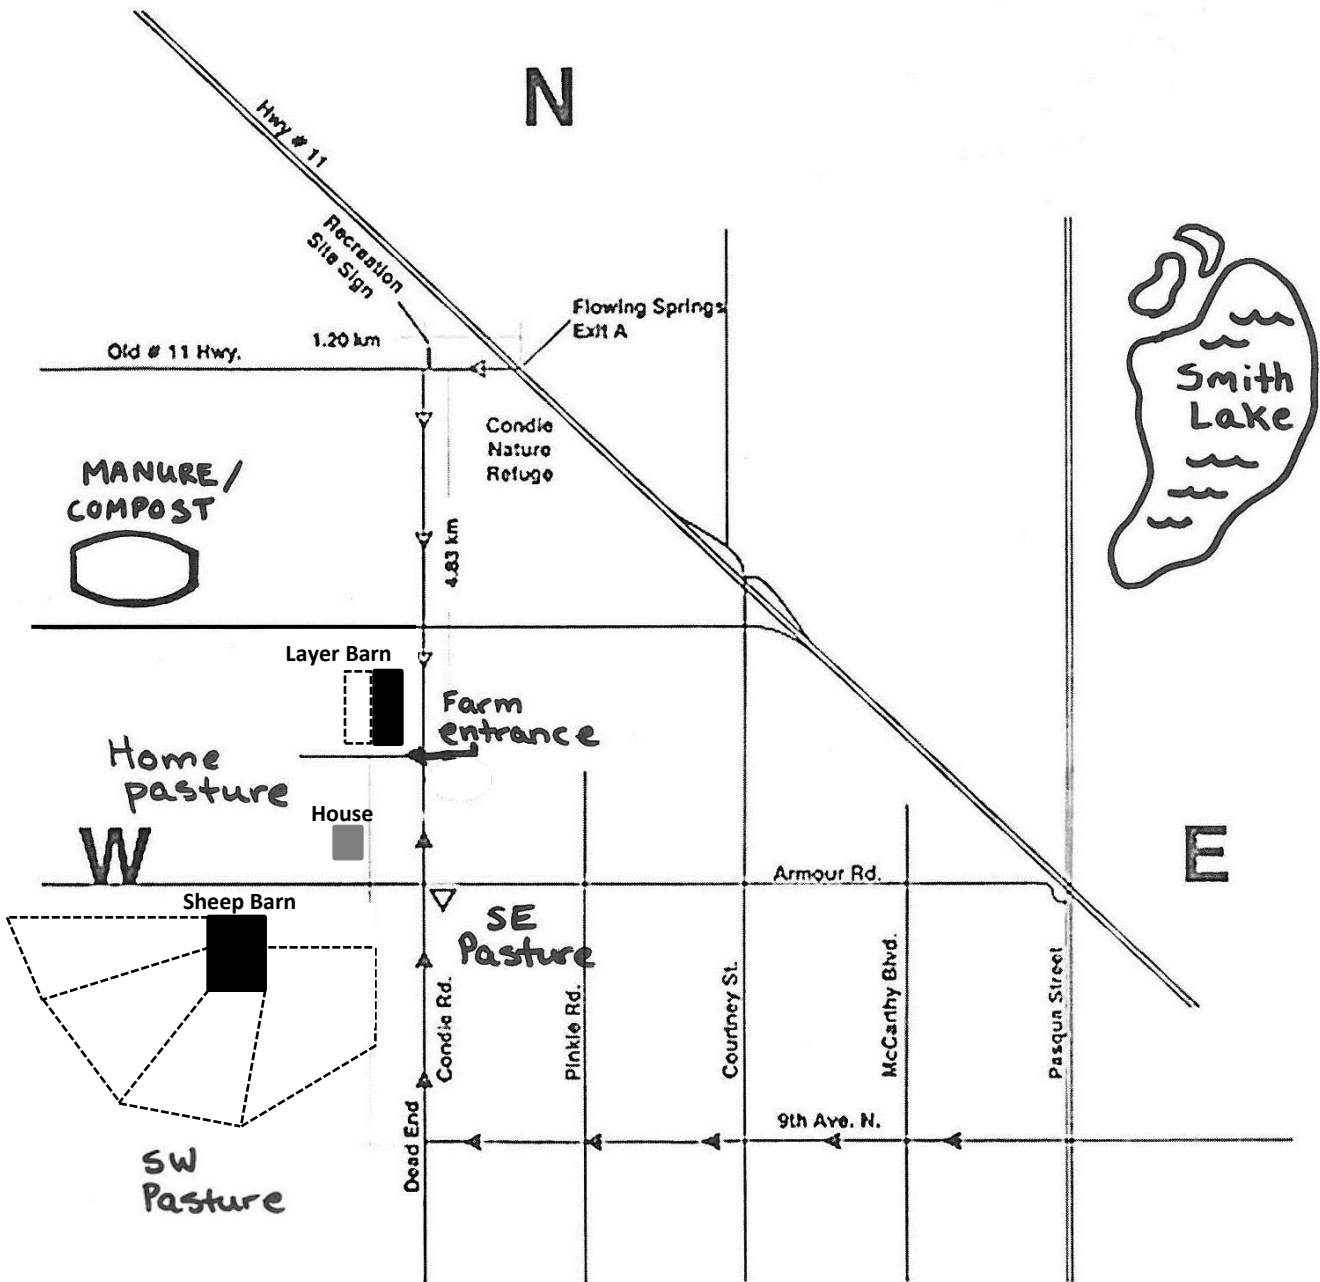 N
Hwy # 11
Recreation
Site Sign
Flowing Springs
Exit A
1.20 km
Old # 11 Hwy.
Smith
Lake
Condie
Nature
Refuge
MANURE/
COMPOST
4.83 km
Layer Barn
Farm
entrance
Home
pasture
House
W
E
Armour Rd.
Sheep Barn
SE
Pasture
Condie Rd.
Pinkie Rd.
Courtney St.
McCarthy Blvd.
Pasqua Street
Dead End
9th Ave. N.
SW
Pasture